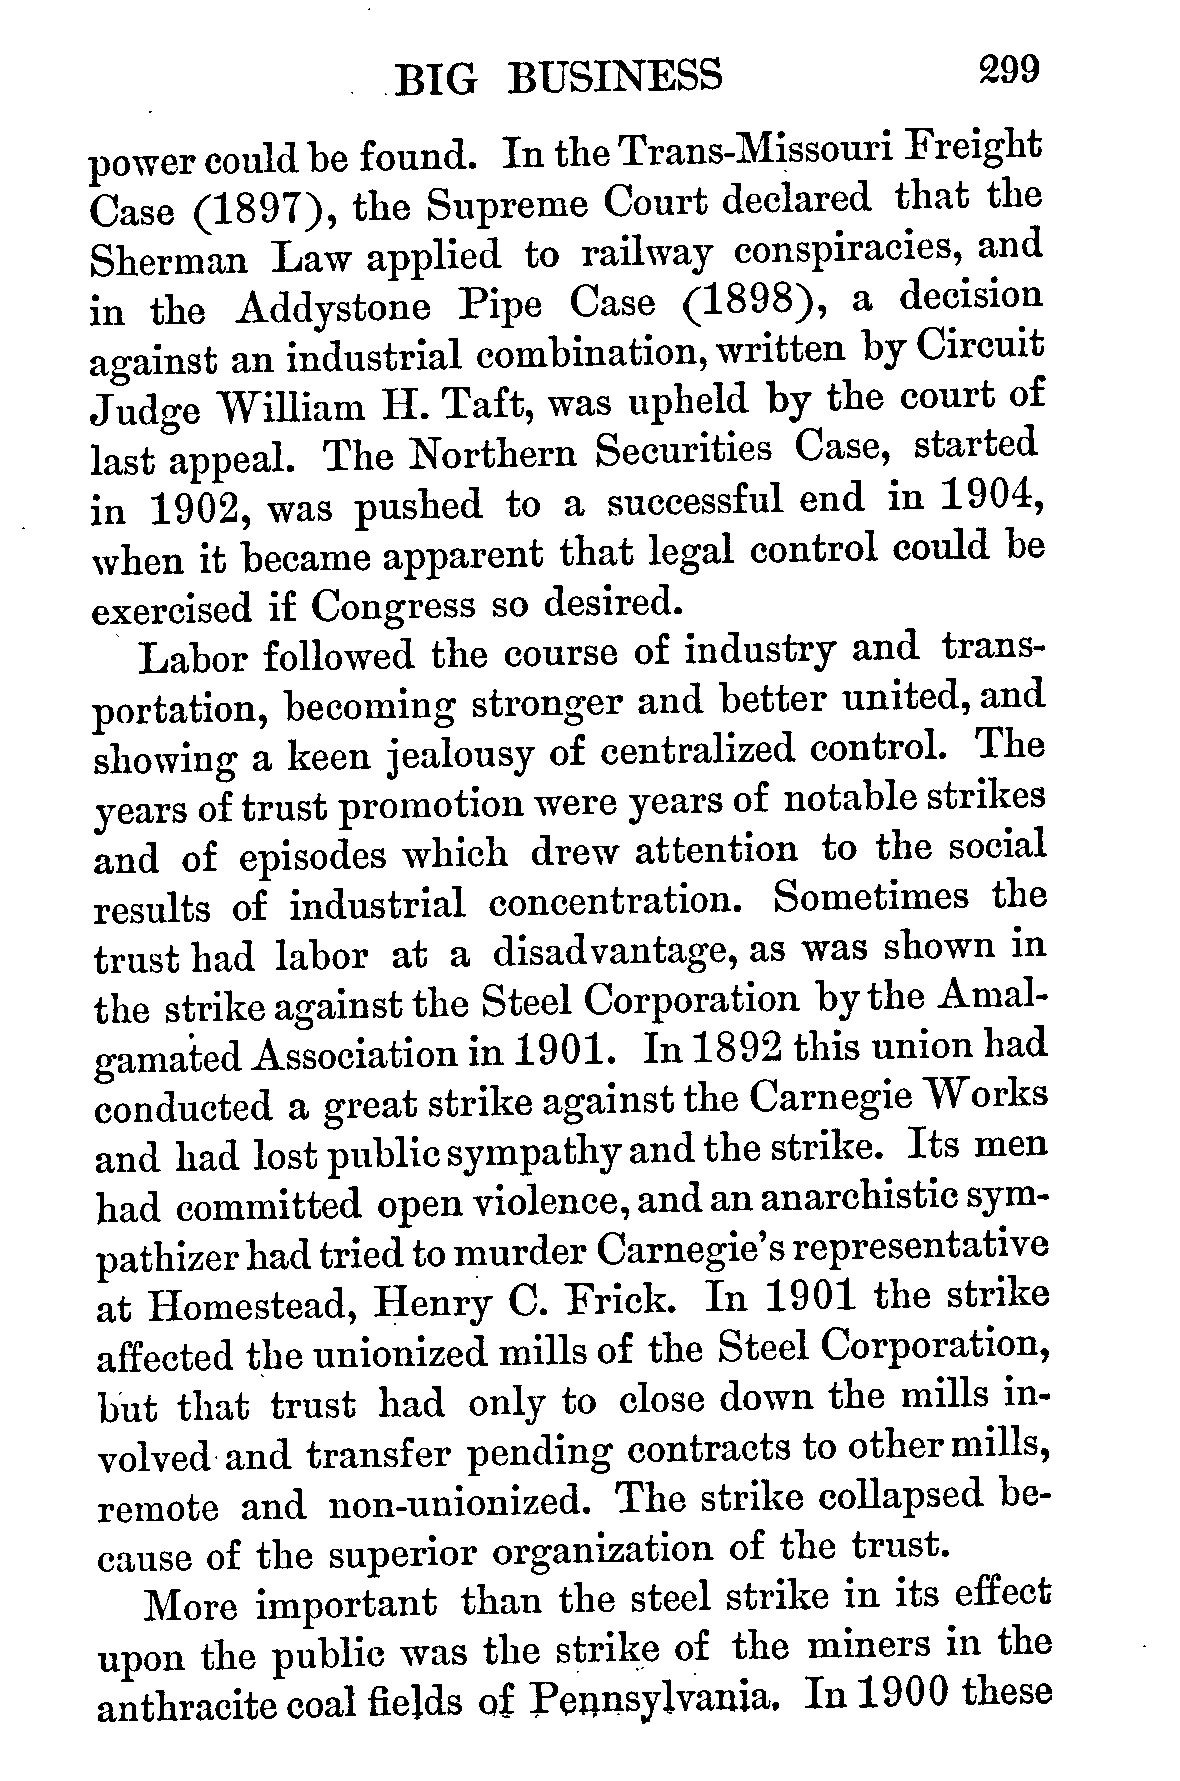 BIG BUSINESS 299
power could be found. In the Trans-Missouri Freight
Case (1897), the Supreme Court declared that the
Sherman Law applied to railway conspiracies, and
in the Addystone Pipe Case (1898), a decision
against an industrial combination, written by Circuit
Judge William H. Taft, was upheld by the court of
last appeal. The Northern Securities Case, started
in 1902, was pushed to a successful end in 1904,
when it became apparent that legal control could be
exercised if Congress so desired.
Labor followed the course of industry and trans-
portation, becoming stronger and better united, and
showing a keen jealousy of centralized control. The
years of trust promotion were years of notable strikes
and of episodes which drew attention to the social
results of industrial concentration. Sometimes the
trust had labor at a disadvantage, as was shown in
the strike against the Steel Corporation by the Amal-
gamated Association in 1901. In 1892 this union had
conducted a great strike against the Carnegie Works
and had lost public sympathy and the strike. Its men
had committed open violence, and an anarchistic sym-
pathizer had tried to murder Carnegie's representative
at Homestead, Henry C. Frick. In 1901 the strike
affected the unionized mills of the Steel Corporation,
but that trust had only to close down the mills in-
volved and transfer pending contracts to other mills,
remote and non-unionized. The strike collapsed be-
cause of the superior organization of the trust.
More important than the steel strike in its effect
upon the public was the strike of the miners in the
anthracite coal fields of Pennsylvania. In 1900 these